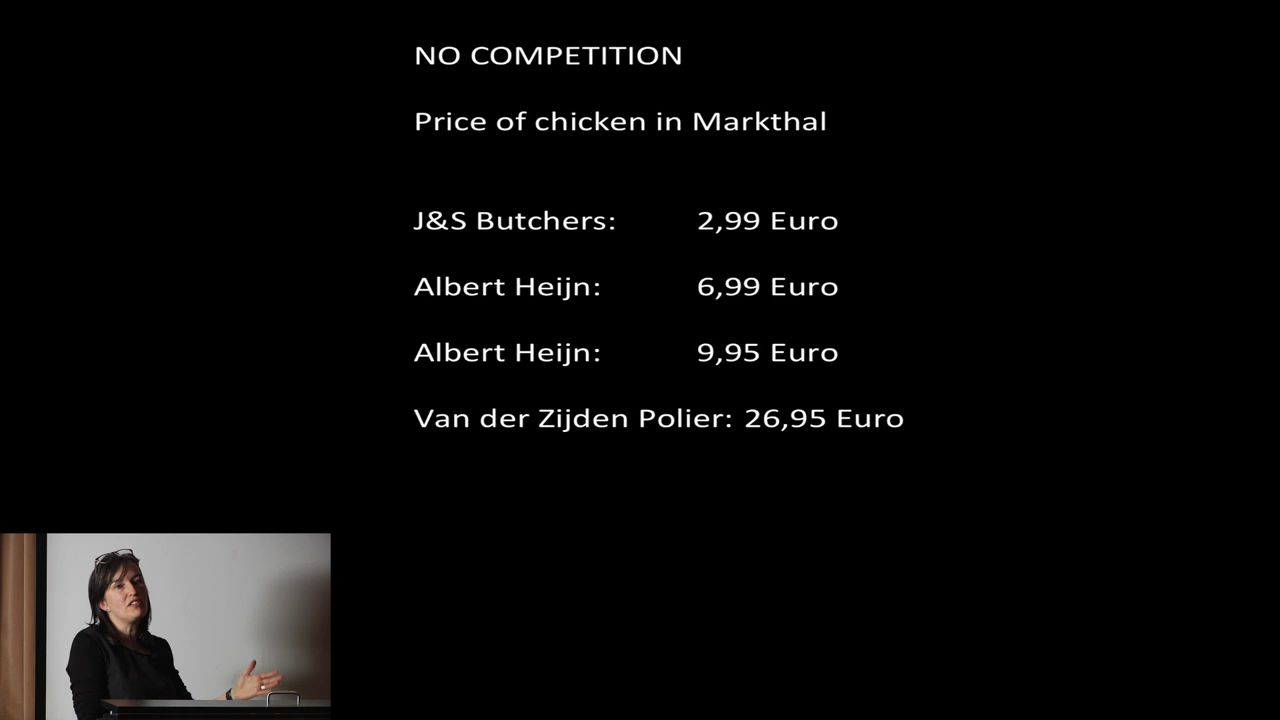 NO COMPETITION
Price of chicken in Markthal
J&S Butchers: 2,99 Euro
Albert Heijn: 6,99 Euro
Albert Heijn: 9,95 Euro
Van der Zijden Polier: 26,95 Euro